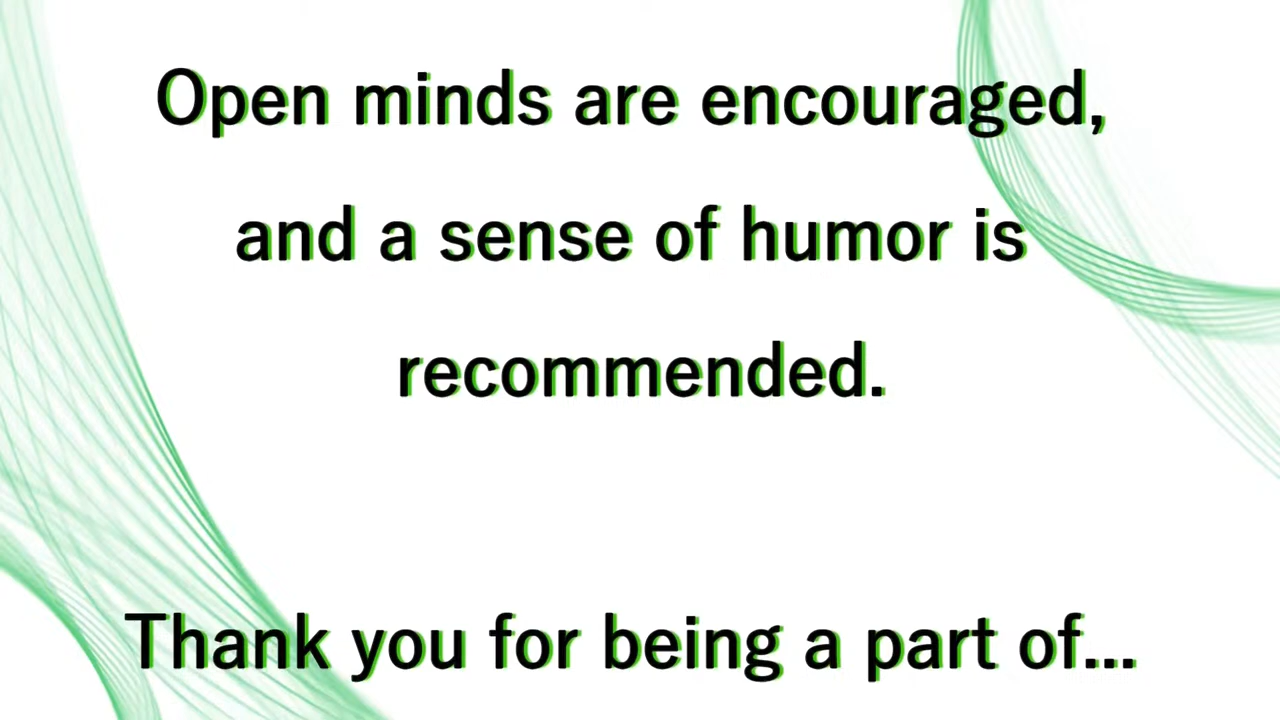 Open minds are encouraged,
and a sense of humor is
recommended.
Thank you for being a part of...